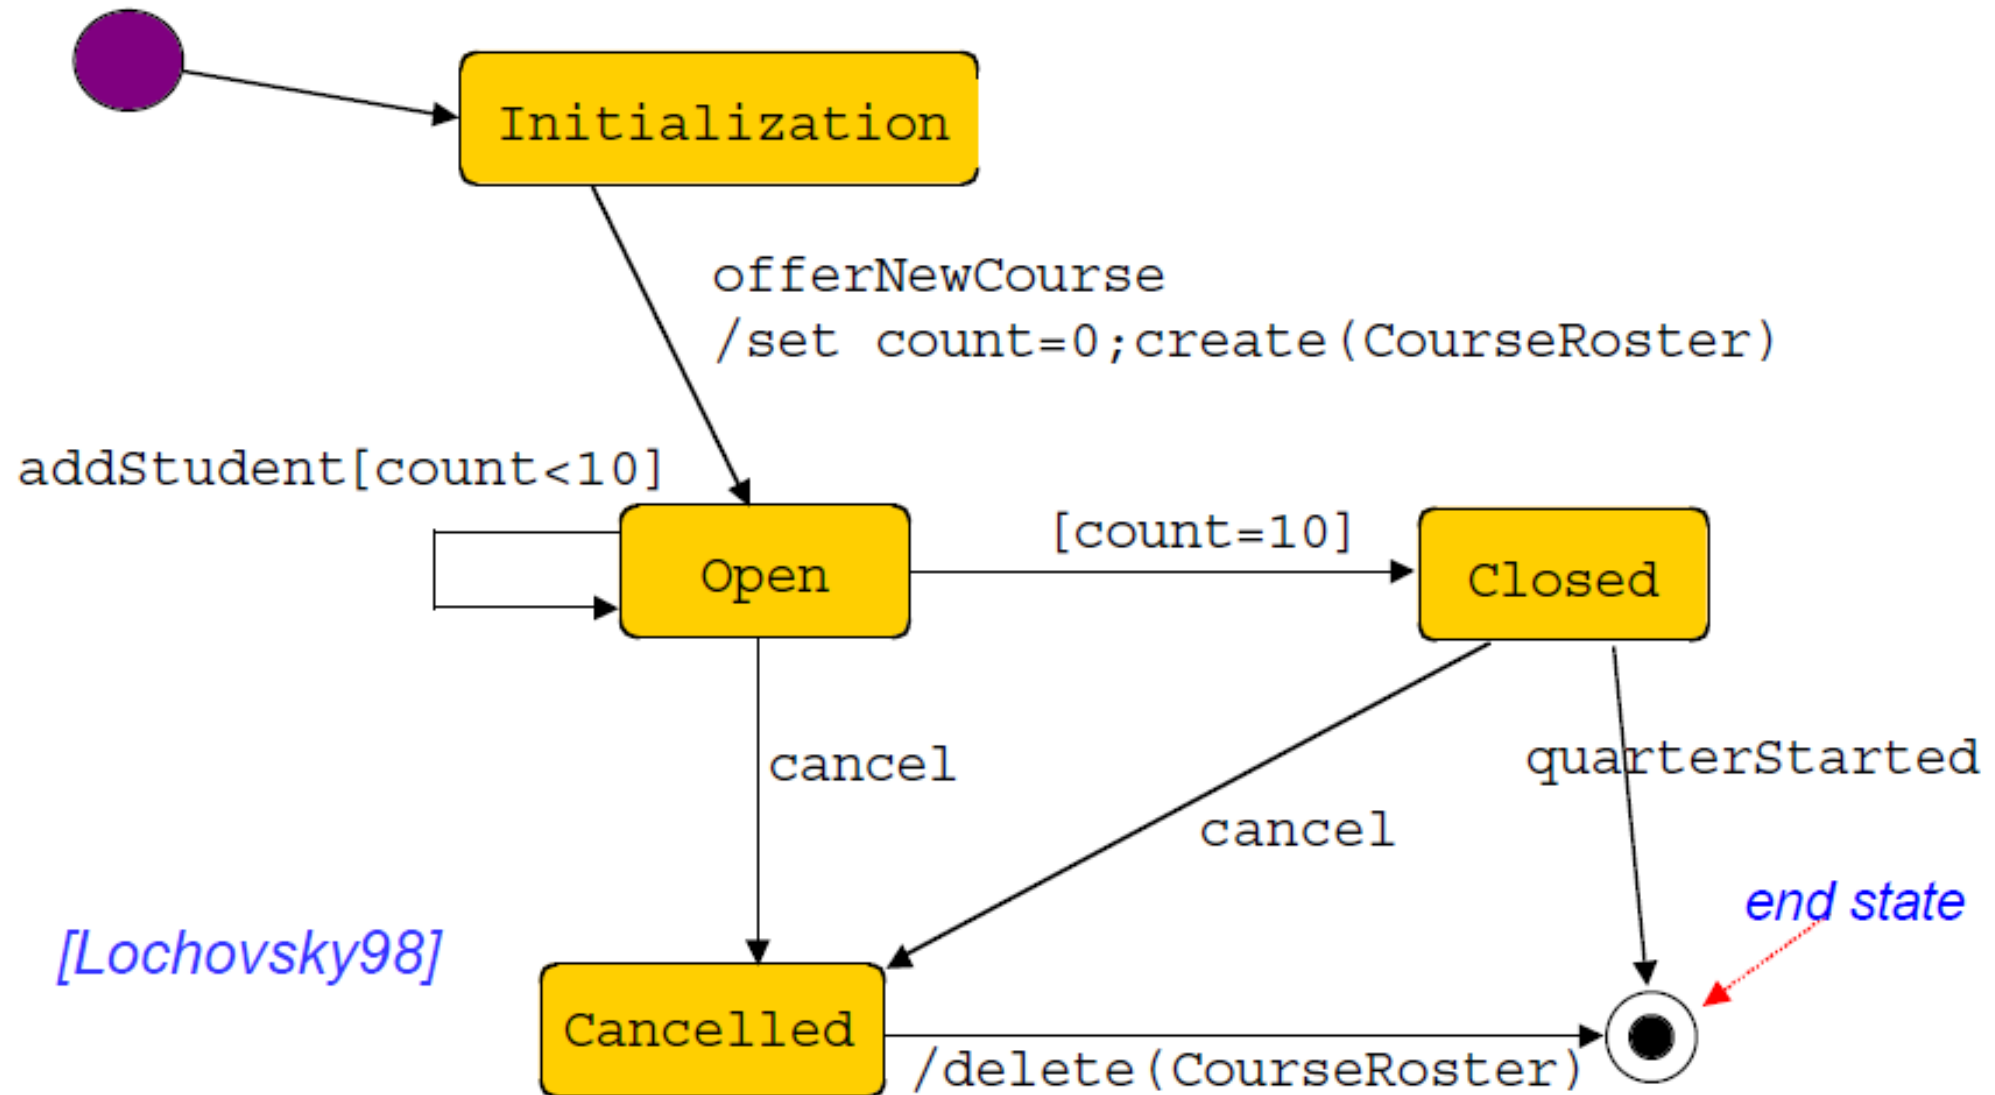 Initialization
offerNewCourse
/set count=0;create(CourseRoster)
addStudent[count<10]
[count=10]
Open
Closed
cancel
quarterStarted
cancel
end state
[Lochovsky98]
Cancelled
/delete(CourseRoster)